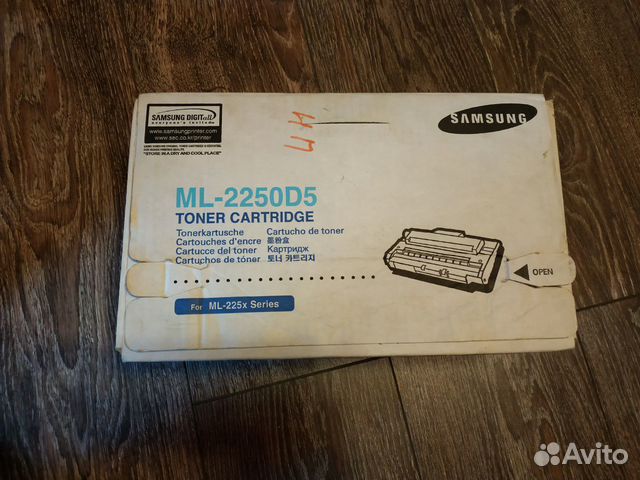 SAMSUNG DIGITall
everyone's invited™
www.samsungprinter.com
www.sec.co.kr/printer
"STORE IN A DRY AND COOL PLACE"
SAMSUNG
ML-2250D5
TONER CARTRIDGE
Tonerkartusche Cartucho de toner
Cartouches d'encre 墨粉盒
Cartucce del toner Картридж
Cartuchos de tóner 토너 카트리지
OPEN
For ML-225x Series
Avito